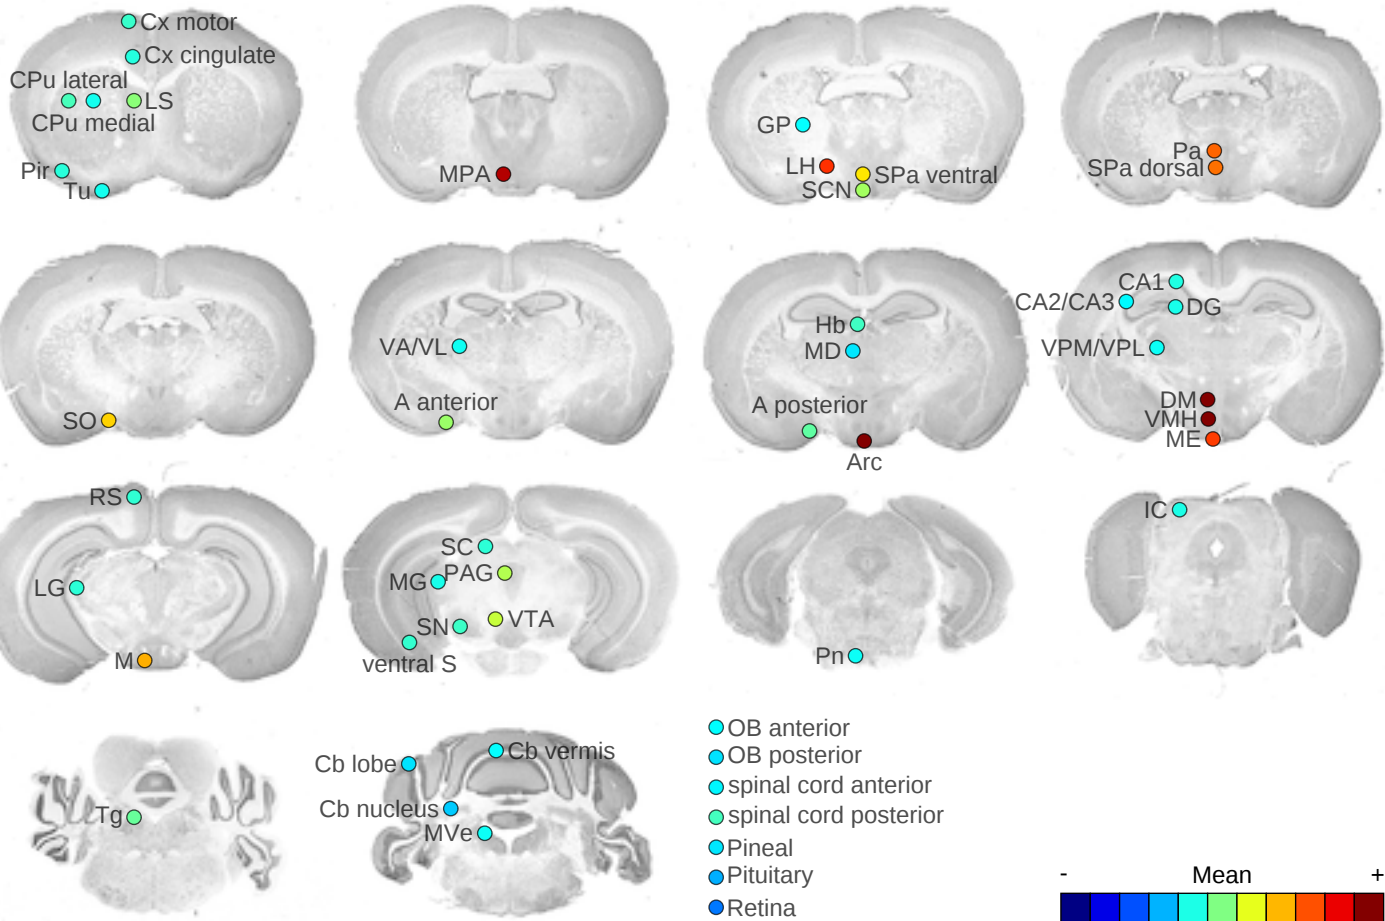 Cx motor
Cx cingulate
CPu lateral
LS
CPu medial
Pir
Tu
MPA
GP
LH
SPa ventral
SCN
Pa
SPa dorsal
SO
VA/VL
A anterior
Hb
MD
A posterior
Arc
CA1
CA2/CA3
DG
VPM/VPL
DM
VMH
ME
RS
LG
M
SC
MG
PAG
SN
VTA
ventral S
Pn
IC
Tg
Cb lobe
Cb vermis
Cb nucleus
MVe
OB anterior
OB posterior
spinal cord anterior
spinal cord posterior
Pineal
Pituitary
Retina
- Mean +